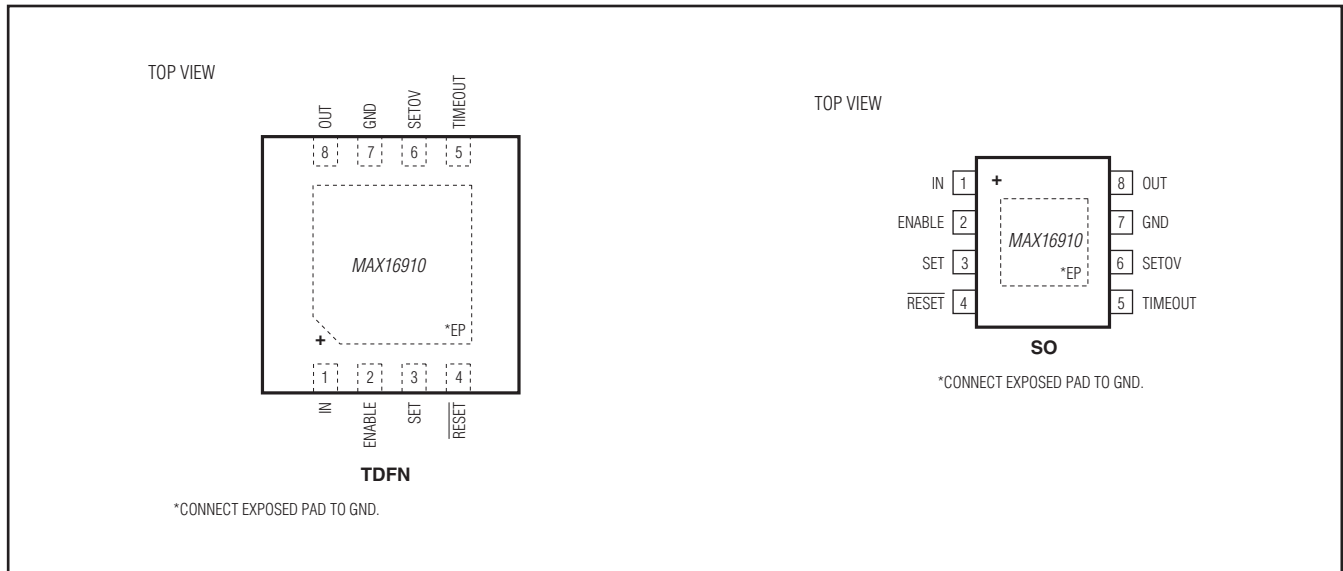 TOP VIEW
OUT
GND
SETOV
TIMEOUT
8 7 6 5
MAX16910
*EP
+
1 2 3 4
IN
ENABLE
SET
R̅E̅S̅E̅T̅
TDFN
*CONNECT EXPOSED PAD TO GND.
TOP VIEW
IN 1 + 8 OUT
ENABLE 2 7 GND
MAX16910
SET 3 6 SETOV
*EP
R̅E̅S̅E̅T̅ 4 5 TIMEOUT
SO
*CONNECT EXPOSED PAD TO GND.